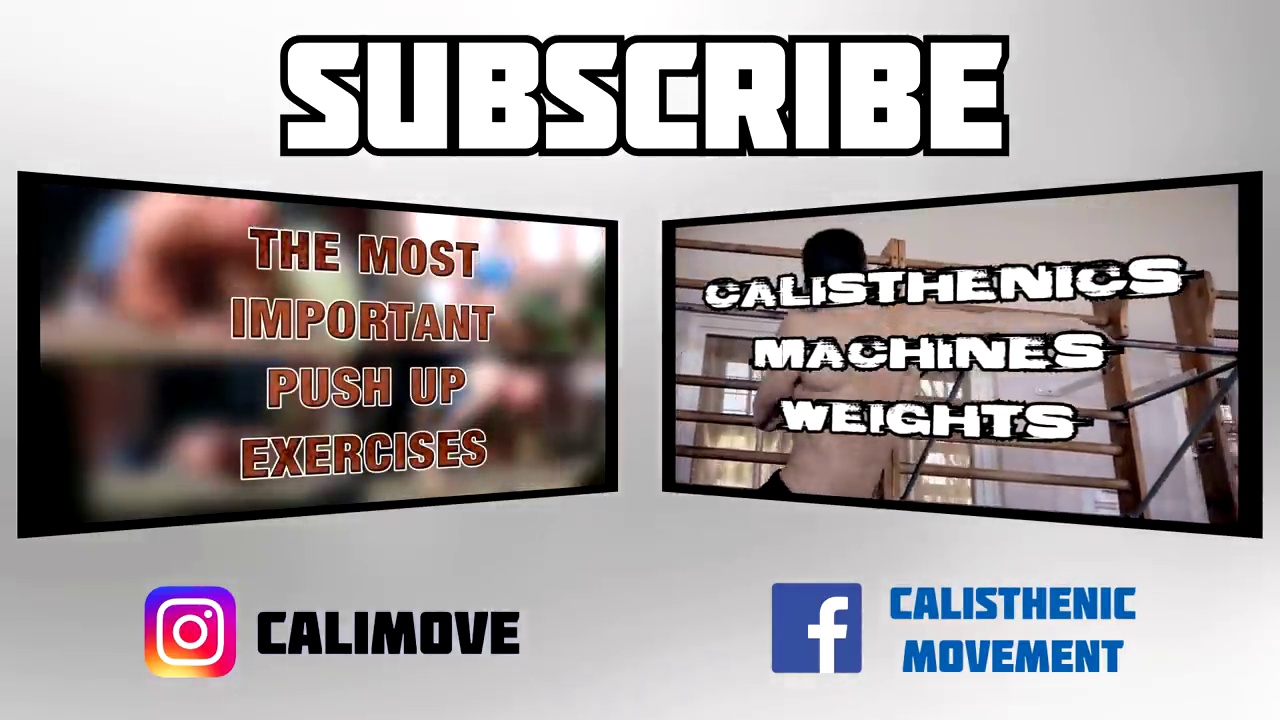 SUBSCRIBE
THE MOST
IMPORTANT
PUSH UP
EXERCISES
CALISTHENICS
MACHINES
WEIGHTS
CALIMOVE
CALISTHENIC
MOVEMENT